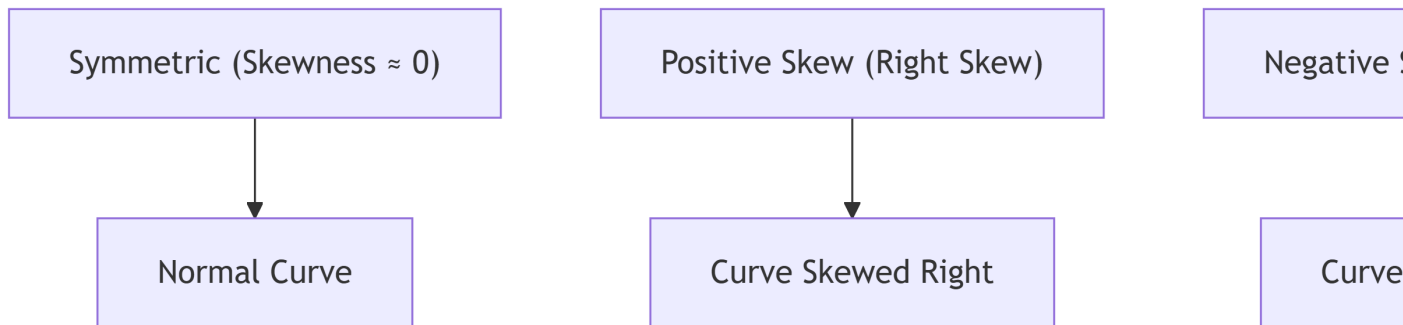 Symmetric (Skewness ≈ 0)
Positive Skew (Right Skew)
Negative
Normal Curve
Curve Skewed Right
Curve